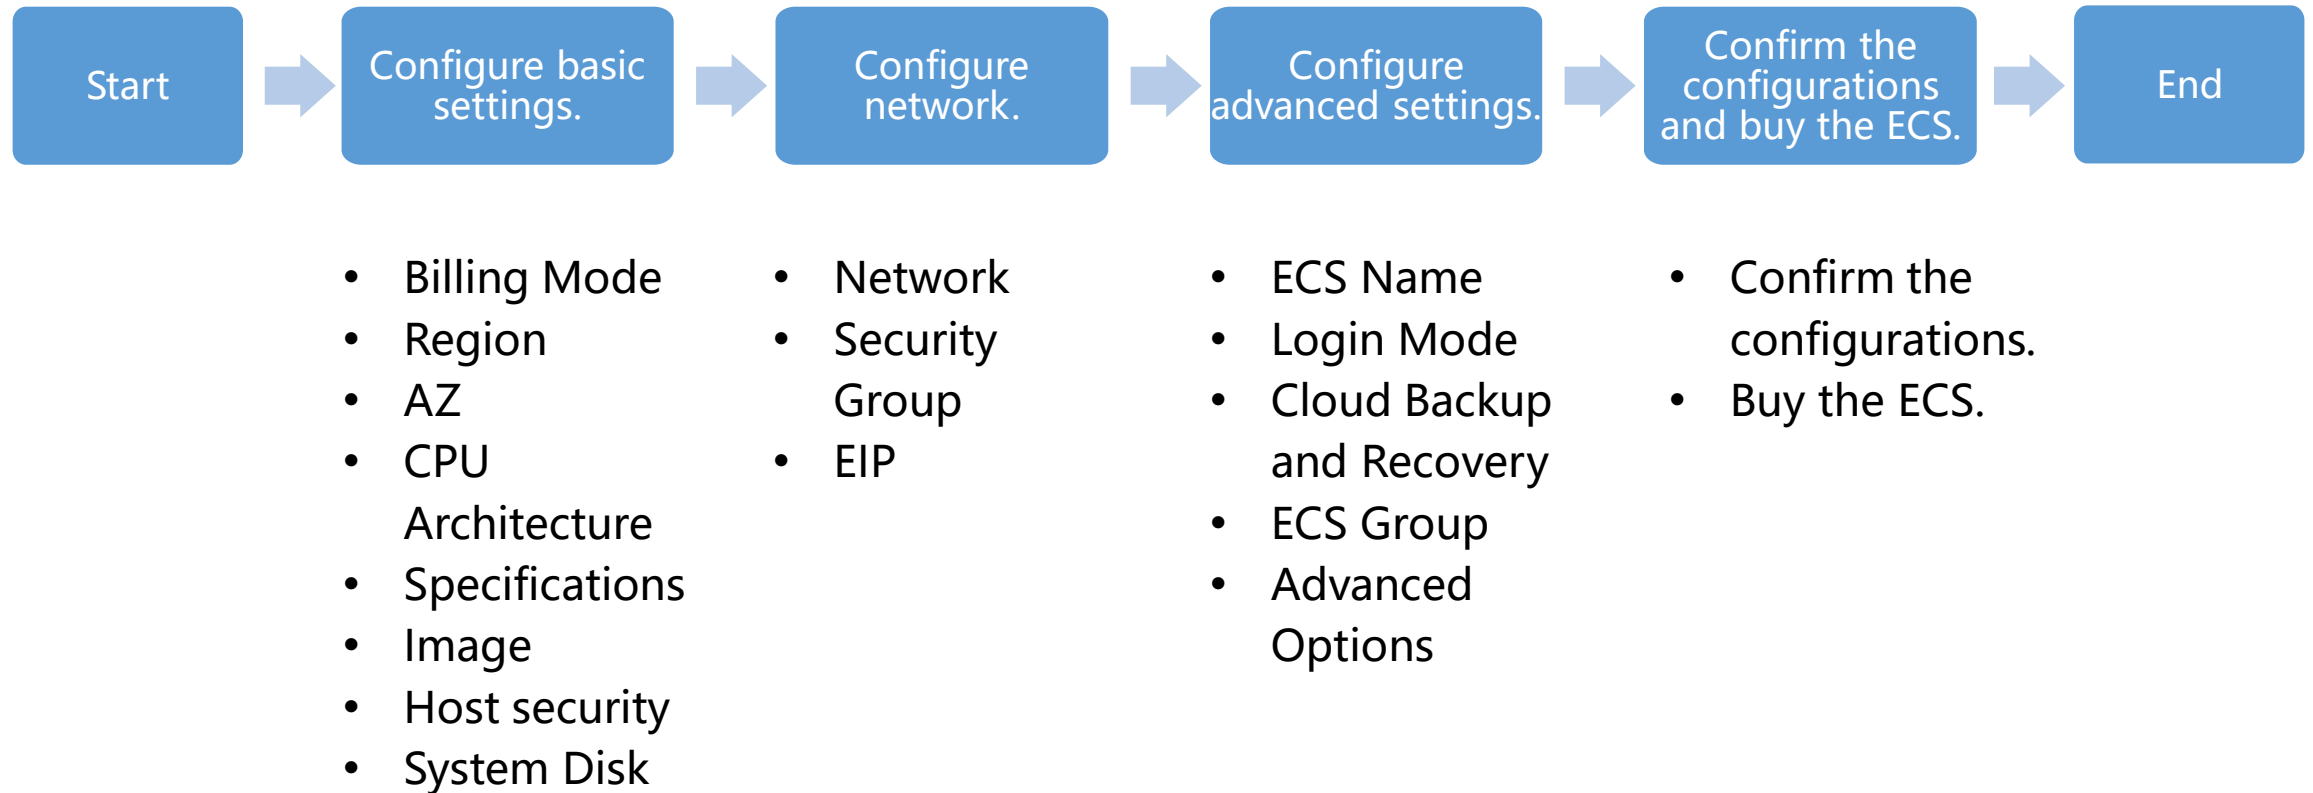 Start
Configure basic
settings.
Configure
network.
Configure
advanced settings.
Confirm the
configurations
and buy the ECS.
End
• Billing Mode
• Region
• AZ
• CPU
Architecture
• Specifications
• Image
• Host security
• System Disk
• Network
• Security
Group
• EIP
• ECS Name
• Login Mode
• Cloud Backup
and Recovery
• ECS Group
• Advanced
Options
• Confirm the
configurations.
• Buy the ECS.